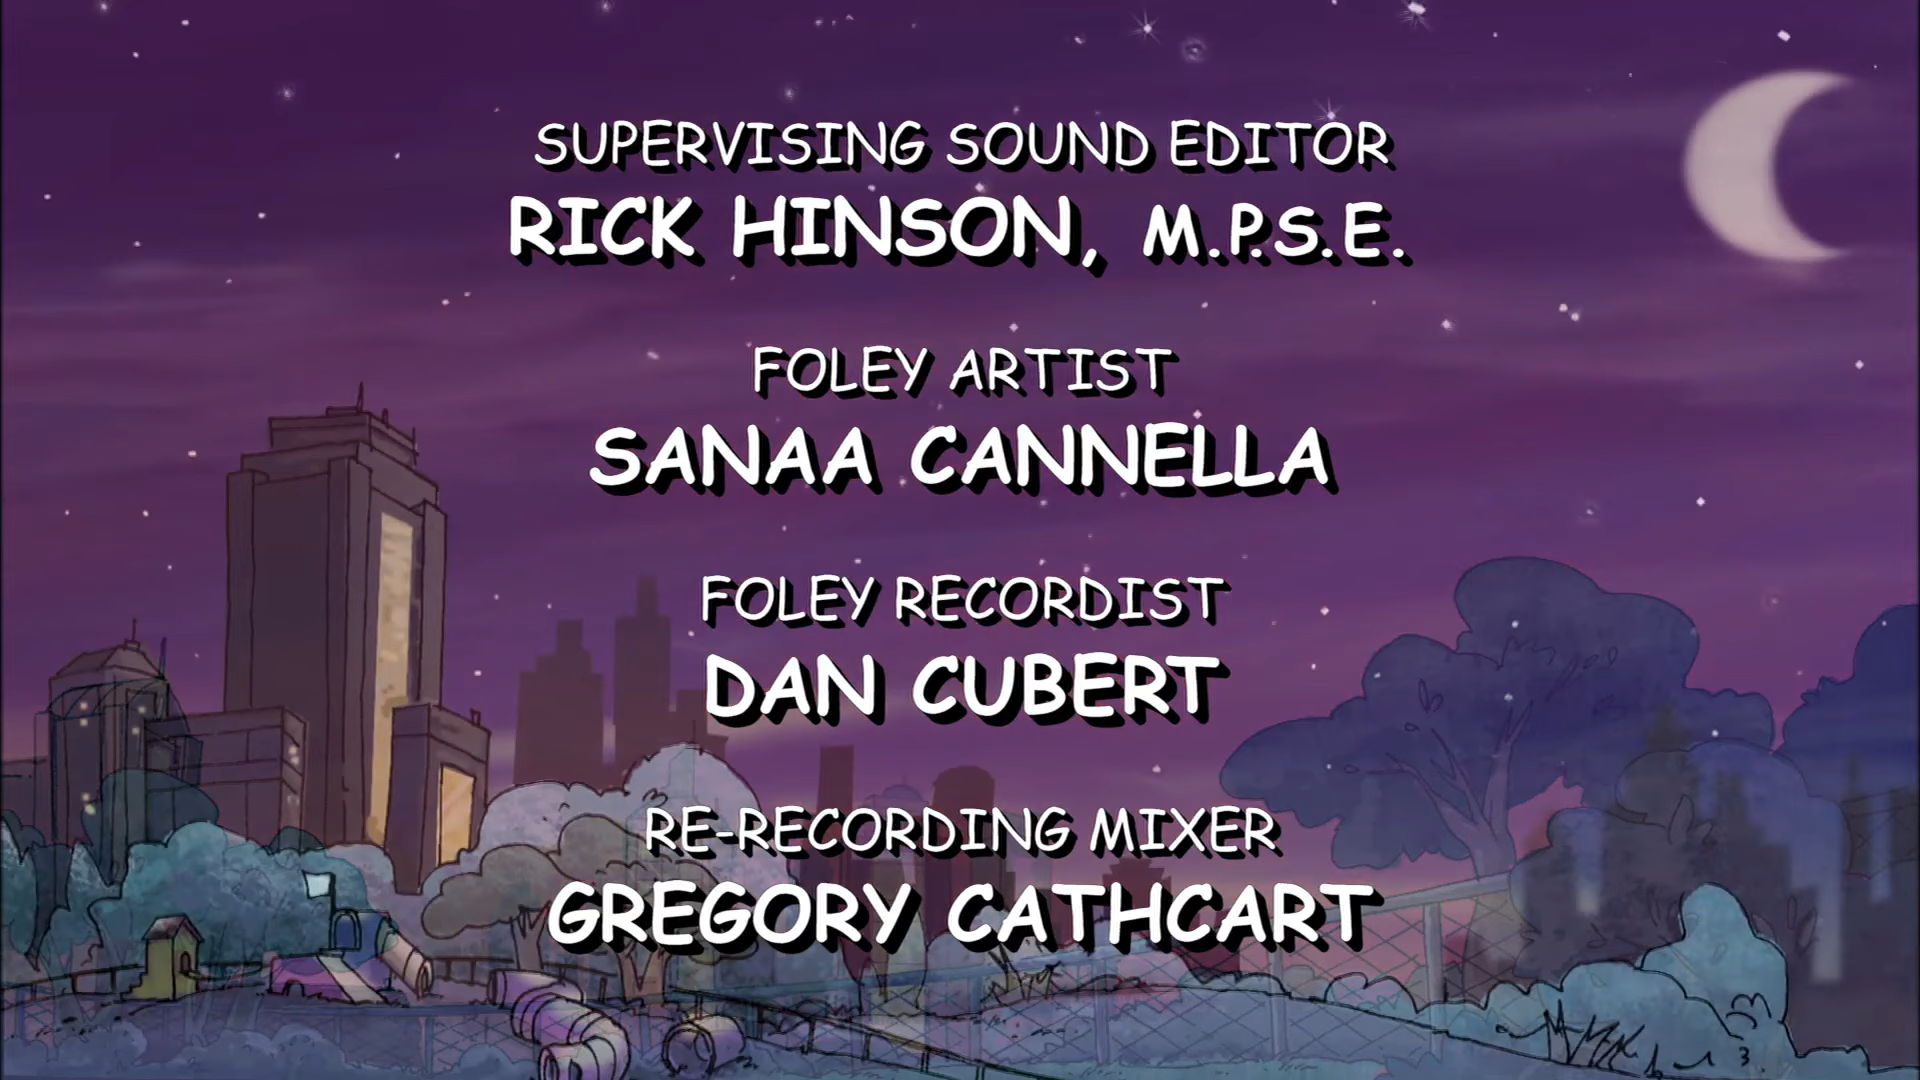 SUPERVISING SOUND EDITOR
RICK HINSON, M.P.S.E.
FOLEY ARTIST
SANAA CANNELLA
FOLEY RECORDIST
DAN CUBERT
RE-RECORDING MIXER
GREGORY CATHCART